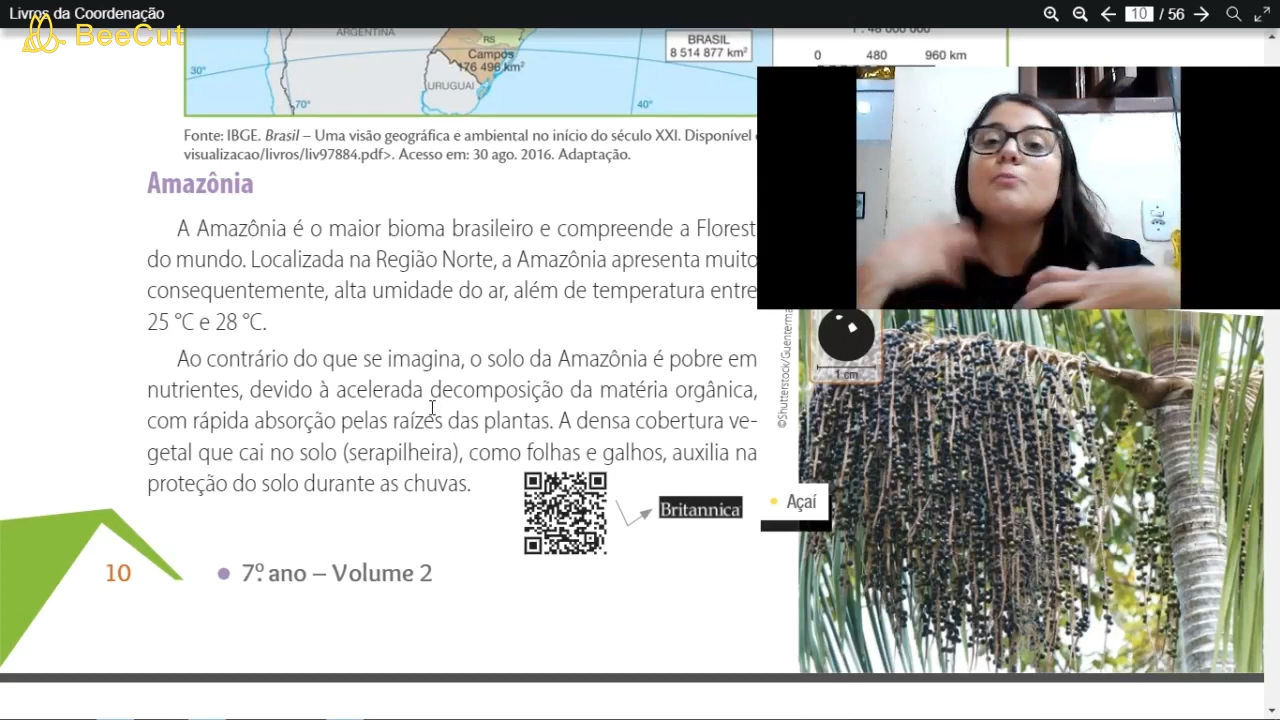 Livros da Coordenação
10 / 56
BeeCut
ARGENTINA
RS
Campos
176 496 km²
URUGUAI
30°
70°
40°
BRASIL
8 514 877 km²
0 480 960 km
Fonte: IBGE. Brasil – Uma visão geográfica e ambiental no início do século XXI. Disponível
visualizacao/livros/liv97884.pdf>. Acesso em: 30 ago. 2016. Adaptação.
Amazônia
A Amazônia é o maior bioma brasileiro e compreende a Florest
do mundo. Localizada na Região Norte, a Amazônia apresenta muito
consequentemente, alta umidade do ar, além de temperatura entre
25 °C e 28 °C.
Ao contrário do que se imagina, o solo da Amazônia é pobre em
nutrientes, devido à acelerada decomposição da matéria orgânica,
com rápida absorção pelas raízes das plantas. A densa cobertura ve-
getal que cai no solo (serapilheira), como folhas e galhos, auxilia na
proteção do solo durante as chuvas.
Britannica
©Shutterstock/Guenterma
1 cm
• Açaí
10 • 7º. ano – Volume 2